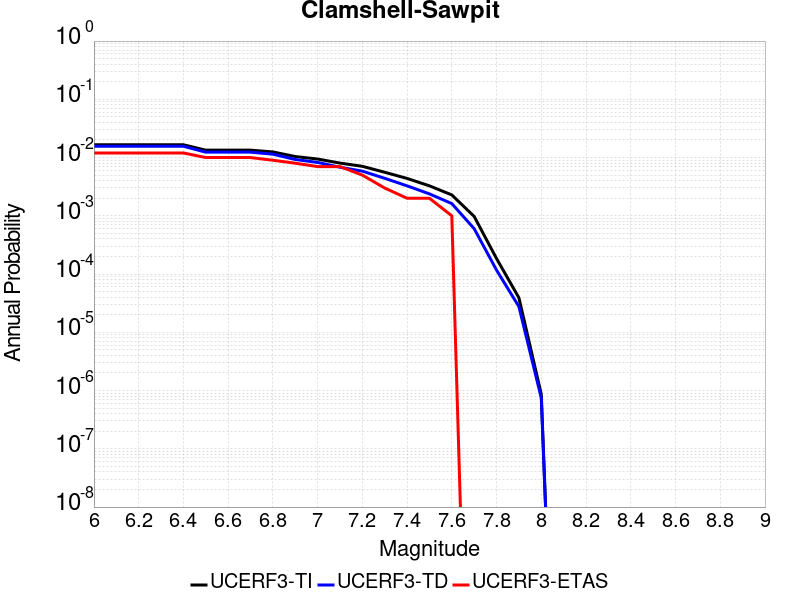 Clamshell-Sawpit
10^0
10^-1
10^-2
10^-3
10^-4
10^-5
10^-6
10^-7
10^-8
Annual Probability
6 6.2 6.4 6.6 6.8 7 7.2 7.4 7.6 7.8 8 8.2 8.4 8.6 8.8 9
Magnitude
UCERF3-TI UCERF3-TD UCERF3-ETAS